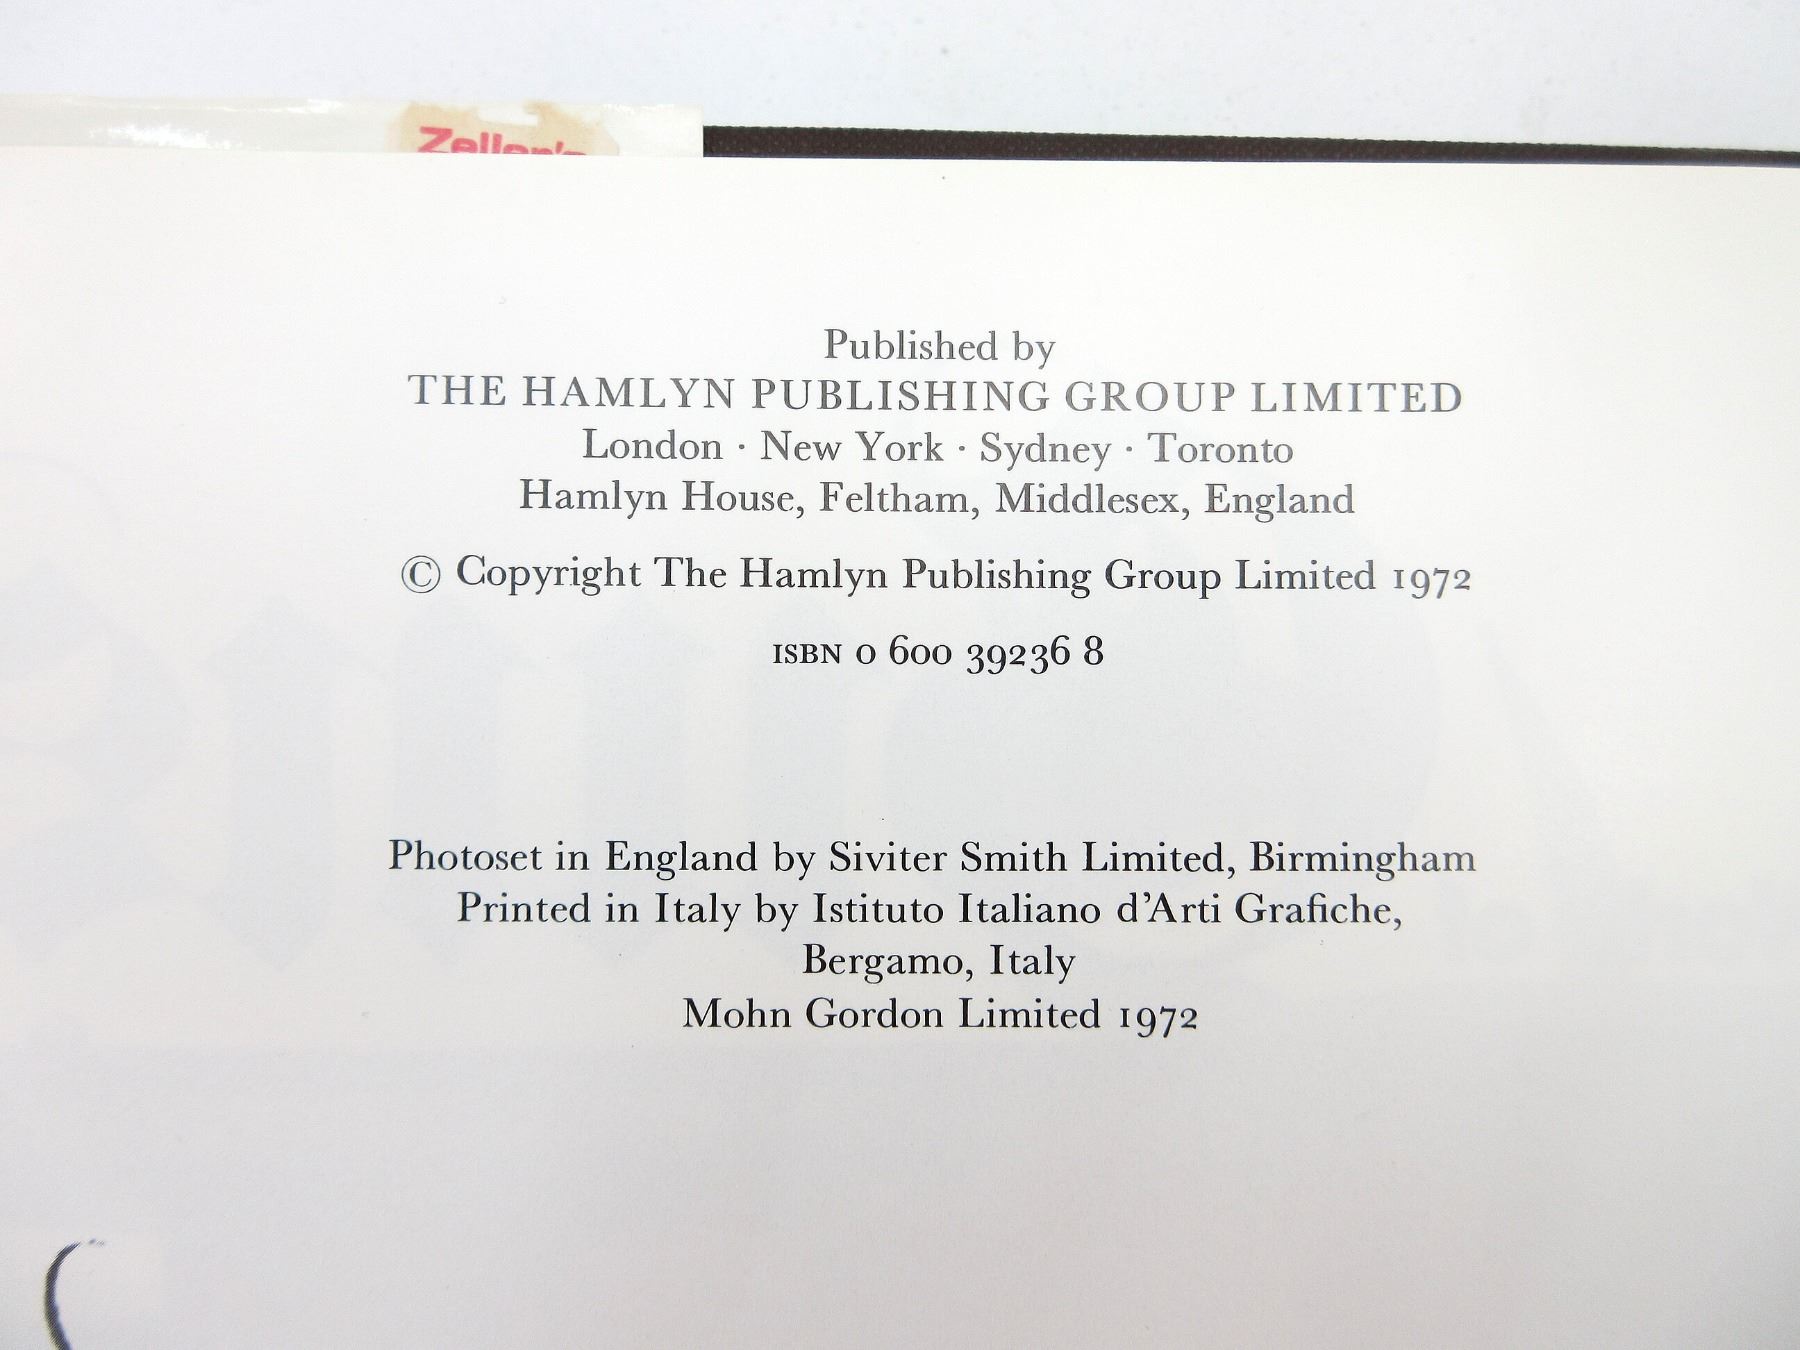 Zeller's
Published by
THE HAMLYN PUBLISHING GROUP LIMITED
London · New York · Sydney · Toronto
Hamlyn House, Feltham, Middlesex, England
© Copyright The Hamlyn Publishing Group Limited 1972
ISBN 0 600 39236 8
Photoset in England by Siviter Smith Limited, Birmingham
Printed in Italy by Istituto Italiano d'Arti Grafiche,
Bergamo, Italy
Mohn Gordon Limited 1972